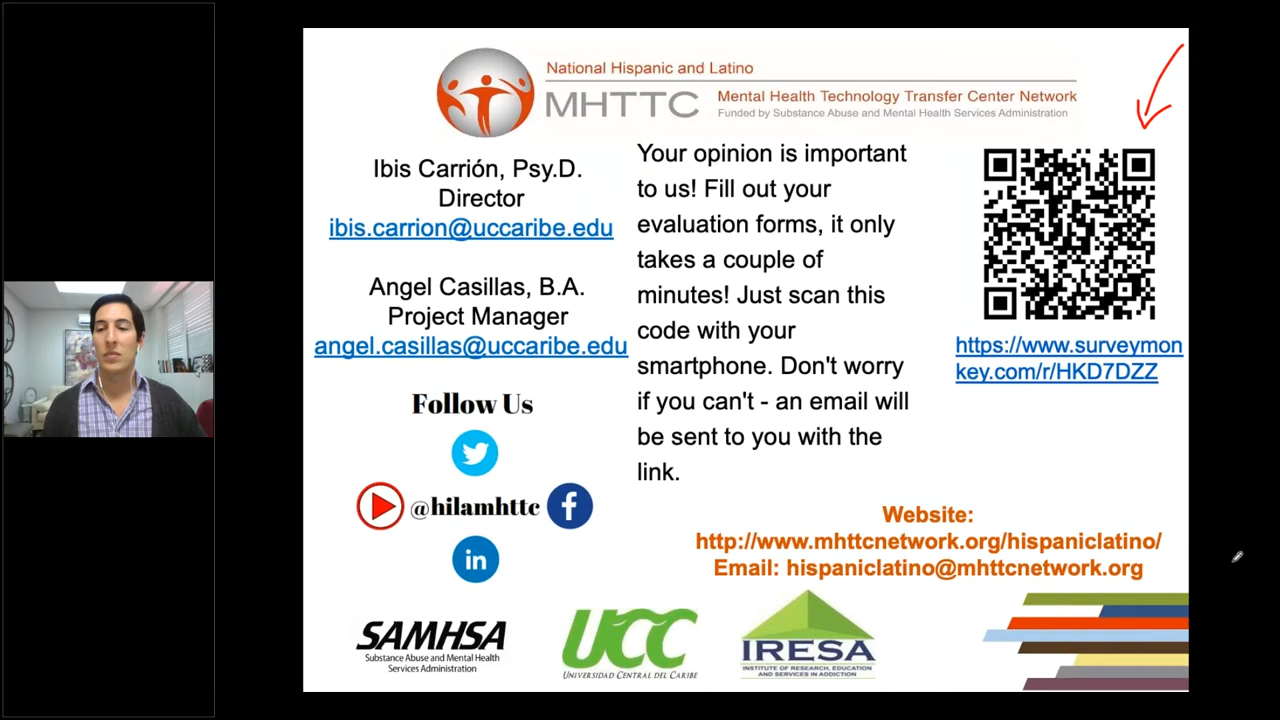 National Hispanic and Latino
MHTTC
Mental Health Technology Transfer Center Network
Funded by Substance Abuse and Mental Health Services Administration
Ibis Carrión, Psy.D.
Director
ibis.carrion@uccaribe.edu
Angel Casillas, B.A.
Project Manager
angel.casillas@uccaribe.edu
Follow Us
@hilamhttc
f
in
Your opinion is important
to us! Fill out your
evaluation forms, it only
takes a couple of
minutes! Just scan this
code with your
smartphone. Don't worry
if you can't - an email will
be sent to you with the
link.
https://www.surveymon
key.com/r/HKD7DZZ
Website:
http://www.mhttcnetwork.org/hispaniclatino/
Email: hispaniclatino@mhttcnetwork.org
SAMHSA
Substance Abuse and Mental Health
Services Administration
UCC
UNIVERSIDAD CENTRAL DEL CARIBE
IRESA
INSTITUTE OF RESEARCH, EDUCATION
AND SERVICES IN ADDICTION